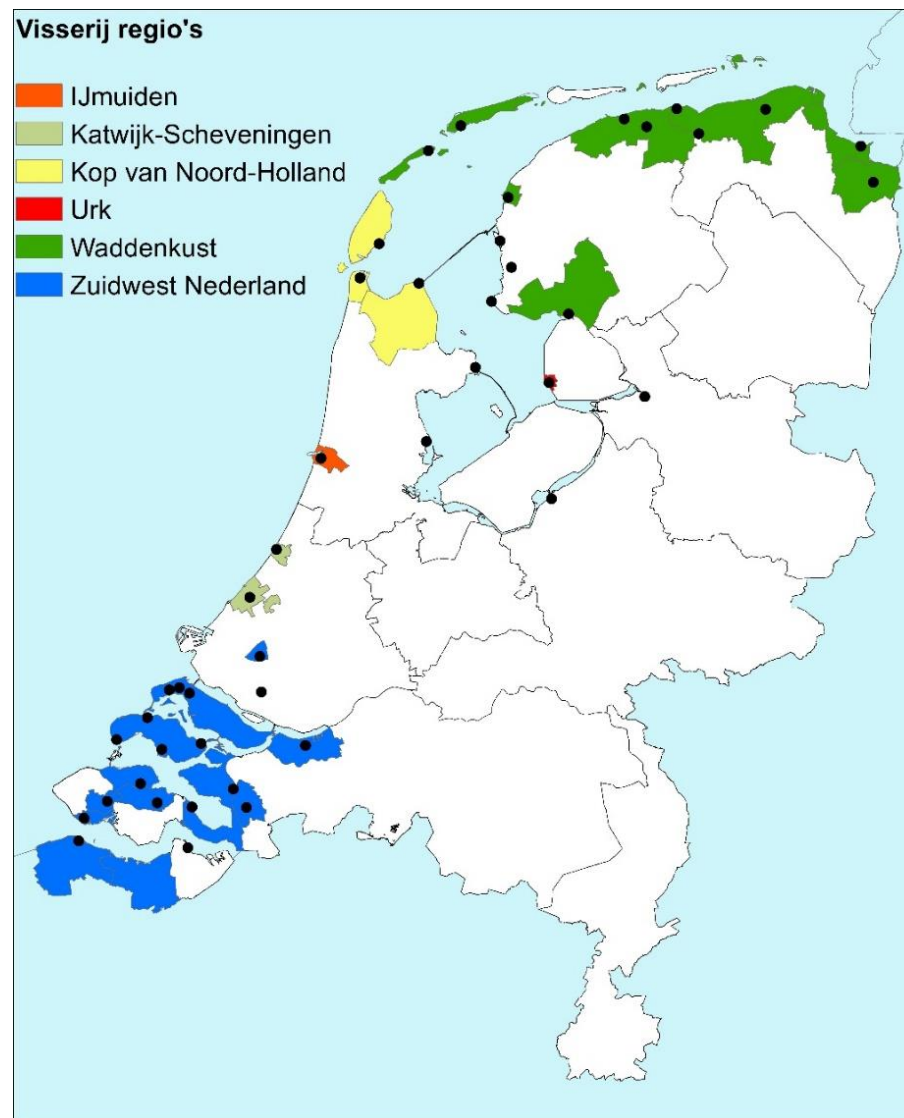 Visserij regio's
IJmuiden
Katwijk-Scheveningen
Kop van Noord-Holland
Urk
Waddenkust
Zuidwest Nederland